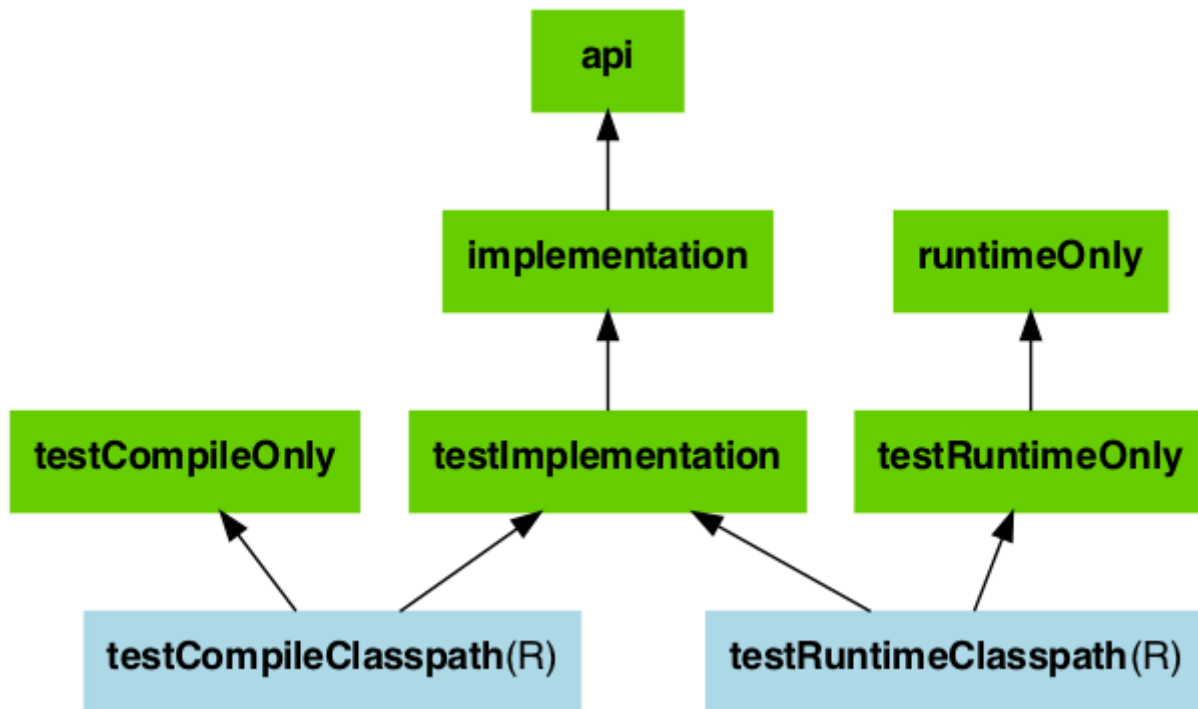 api
implementation
runtimeOnly
testCompileOnly
testImplementation
testRuntimeOnly
testCompileClasspath(R)
testRuntimeClasspath(R)